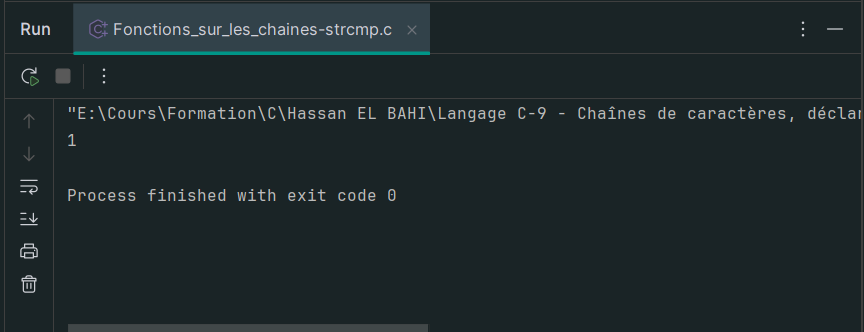 Run
Fonctions_sur_les_chaines-strcmp.c
"E:\Cours\Formation\C\Hassan EL BAHI\Langage C-9 - Chaînes de caractères, déclar
1
Process finished with exit code 0